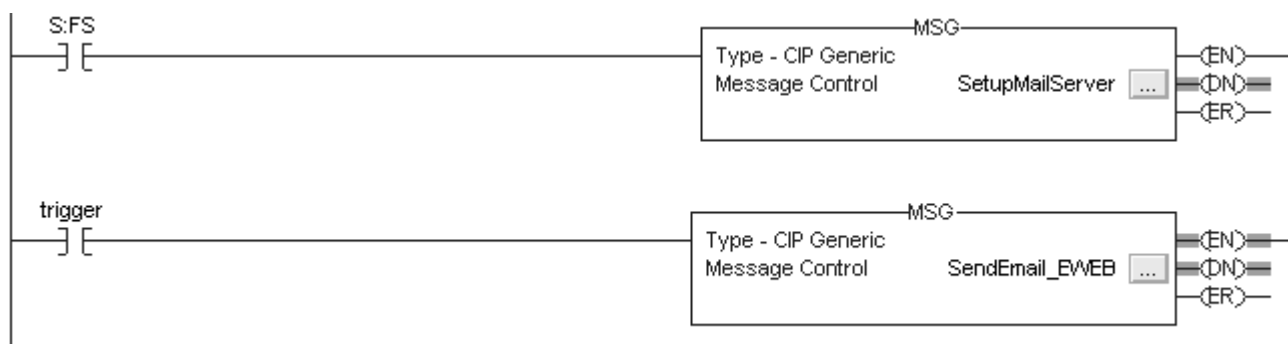 S:FS
MSG
Type - CIP Generic
Message Control SetupMailServer ...
EN
DN
ER
trigger
MSG
Type - CIP Generic
Message Control SendEmail_EWEB ...
EN
DN
ER